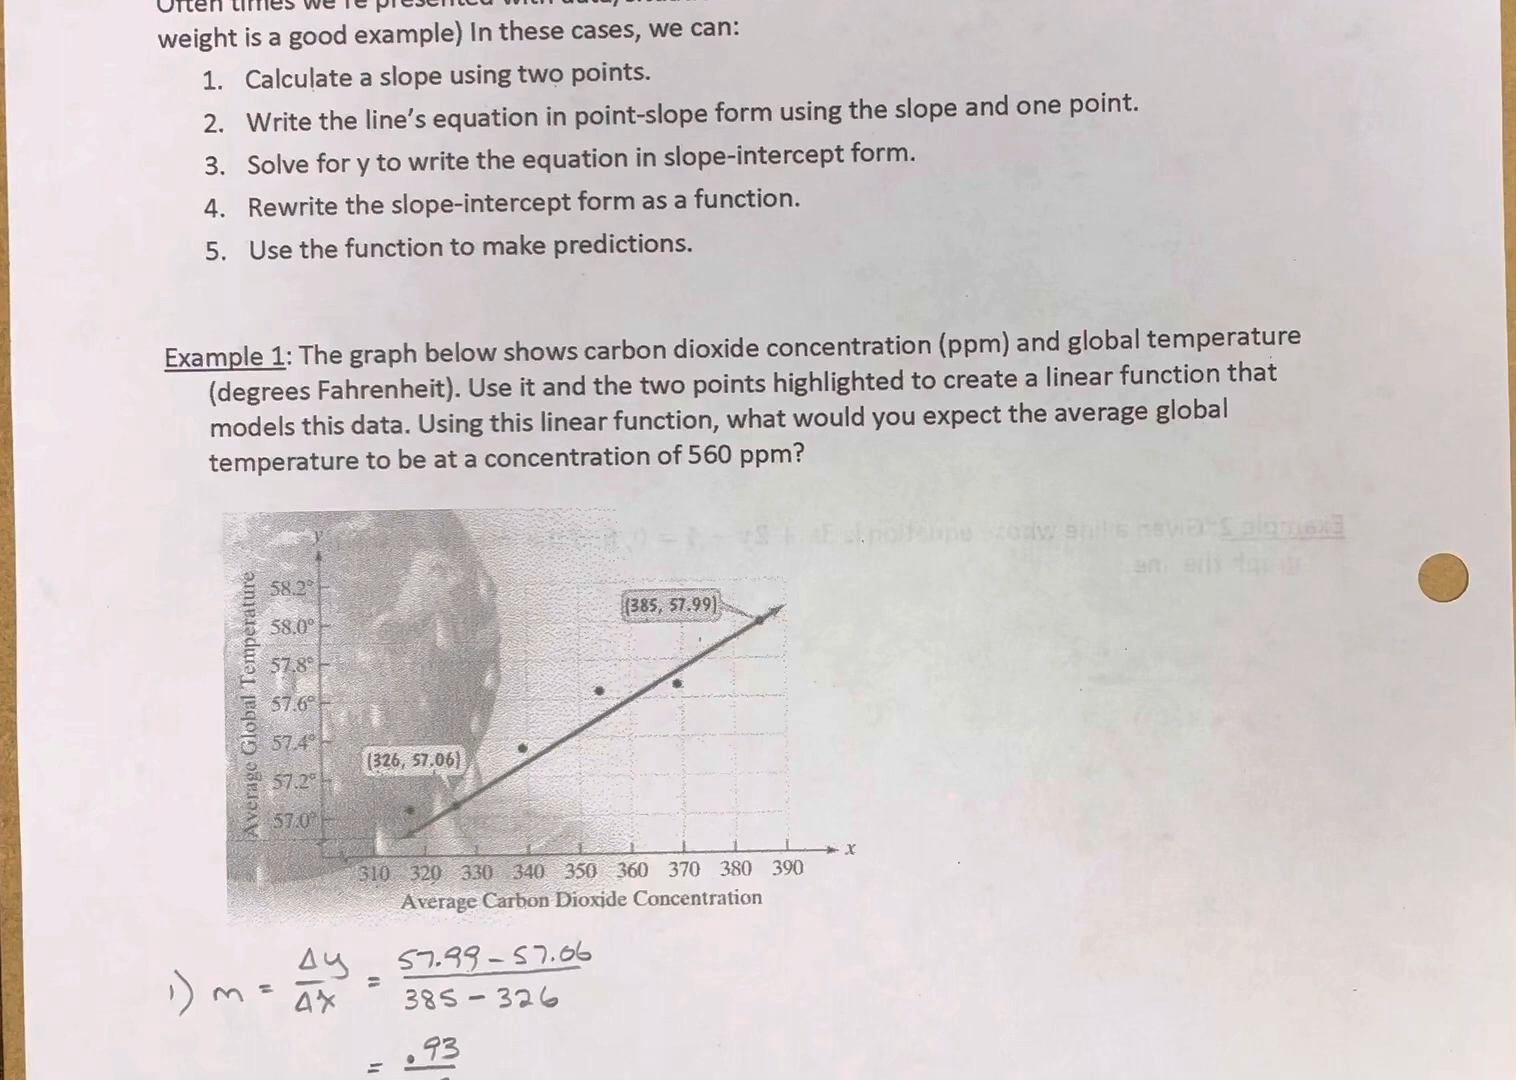 Often times we're presented with
weight is a good example) In these cases, we can:
1. Calculate a slope using two points.
2. Write the line's equation in point-slope form using the slope and one point.
3. Solve for y to write the equation in slope-intercept form.
4. Rewrite the slope-intercept form as a function.
5. Use the function to make predictions.
Example 1: The graph below shows carbon dioxide concentration (ppm) and global temperature
(degrees Fahrenheit). Use it and the two points highlighted to create a linear function that
models this data. Using this linear function, what would you expect the average global
temperature to be at a concentration of 560 ppm?
y
58.2°
58.0°
57.8°
57.6°
57.4°
57.2°
57.0°
Average Global Temperature
(385, 57.99)
(326, 57.06)
310 320 330 340 350 360 370 380 390 x
Average Carbon Dioxide Concentration
1) m = Δy/Δx = 57.99 - 57.06 / 385 - 326
= .93